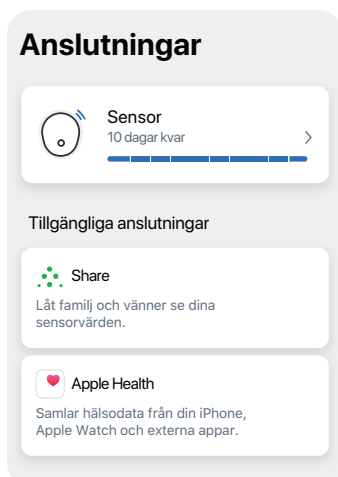 Anslutningar
Sensor
10 dagar kvar
Tillgängliga anslutningar
Share
Låt familj och vänner se dina
sensorvärden.
Apple Health
Samlar hälsodata från din iPhone,
Apple Watch och externa appar.